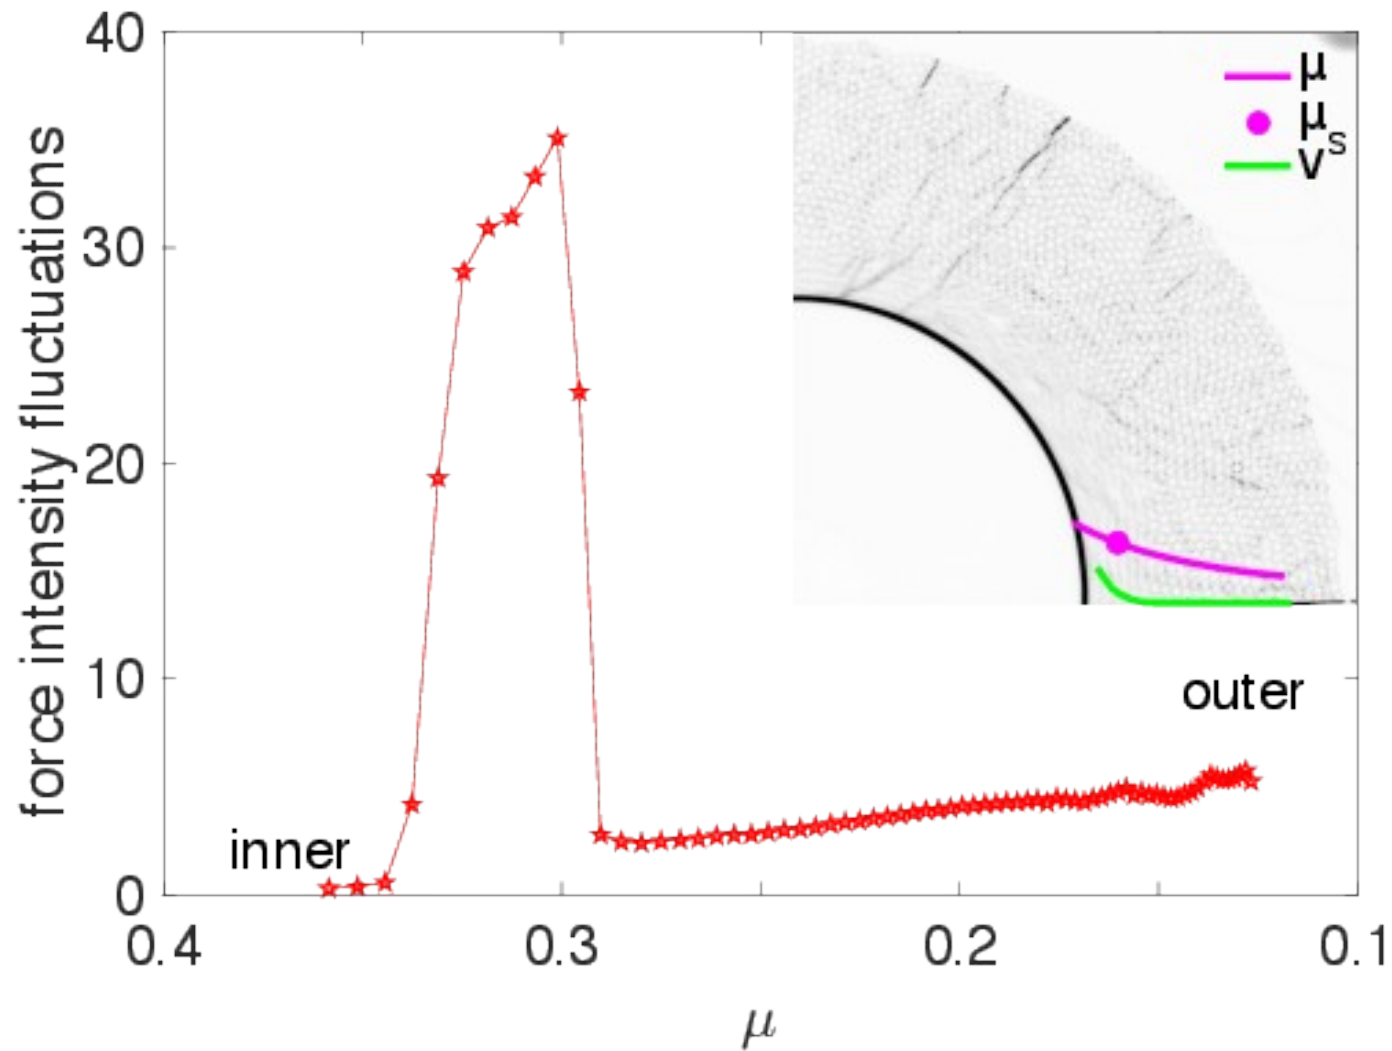 40
30
20
10
0
force intensity fluctuations
μ
μs
v
inner
outer
0.4 0.3 0.2 0.1
μ